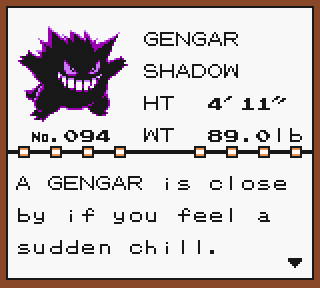 GENGAR
SHADOW
HT 4′11″
No.094 WT 89.0lb
A GENGAR is close
by if you feel a
sudden chill.